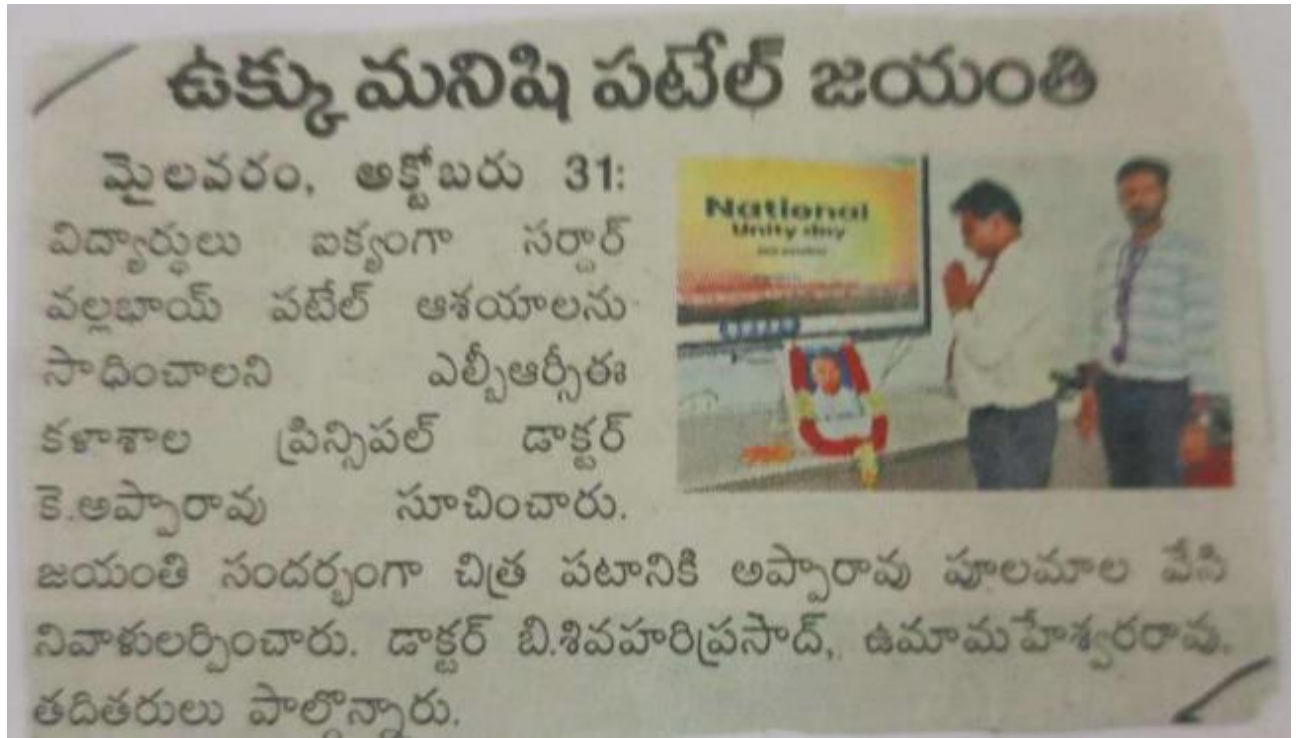 ఉక్కు మనిషి పటేల్ జయంతి
మైలవరం, అక్టోబరు 31:
విద్యార్థులు ఐక్యంగా సర్దార్
వల్లభాయ్ పటేల్ ఆశయాలను
సాధించాలని ఎల్బీఆర్సీఈ
కళాశాల ప్రిన్సిపల్ డాక్టర్
కె.అప్పారావు సూచించారు.
జయంతి సందర్భంగా చిత్ర పటానికి అప్పారావు పూలమాల వేసి
నివాళులర్పించారు. డాక్టర్ బి.శివహరిప్రసాద్, ఉమామహేశ్వరరావు,
తదితరులు పాల్గొన్నారు.
National
Unity day